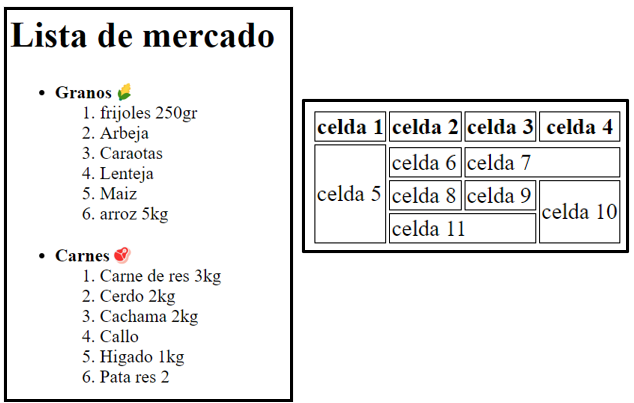 Lista de mercado
• Granos 🌽
1. frijoles 250gr
2. Arbeja
3. Caraotas
4. Lenteja
5. Maiz
6. arroz 5kg
• Carnes 🥩
1. Carne de res 3kg
2. Cerdo 2kg
3. Cachama 2kg
4. Callo
5. Higado 1kg
6. Pata res 2
celda 1 celda 2 celda 3 celda 4
celda 5 celda 6 celda 7
celda 8 celda 9 celda 10
celda 11